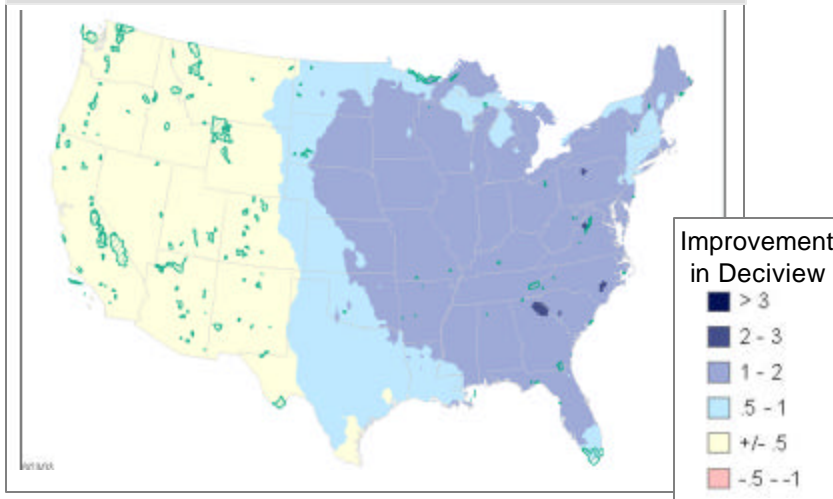 Improvement
in Deciview
> 3
2 - 3
1 - 2
.5 - 1
+/- .5
-.5 - -1